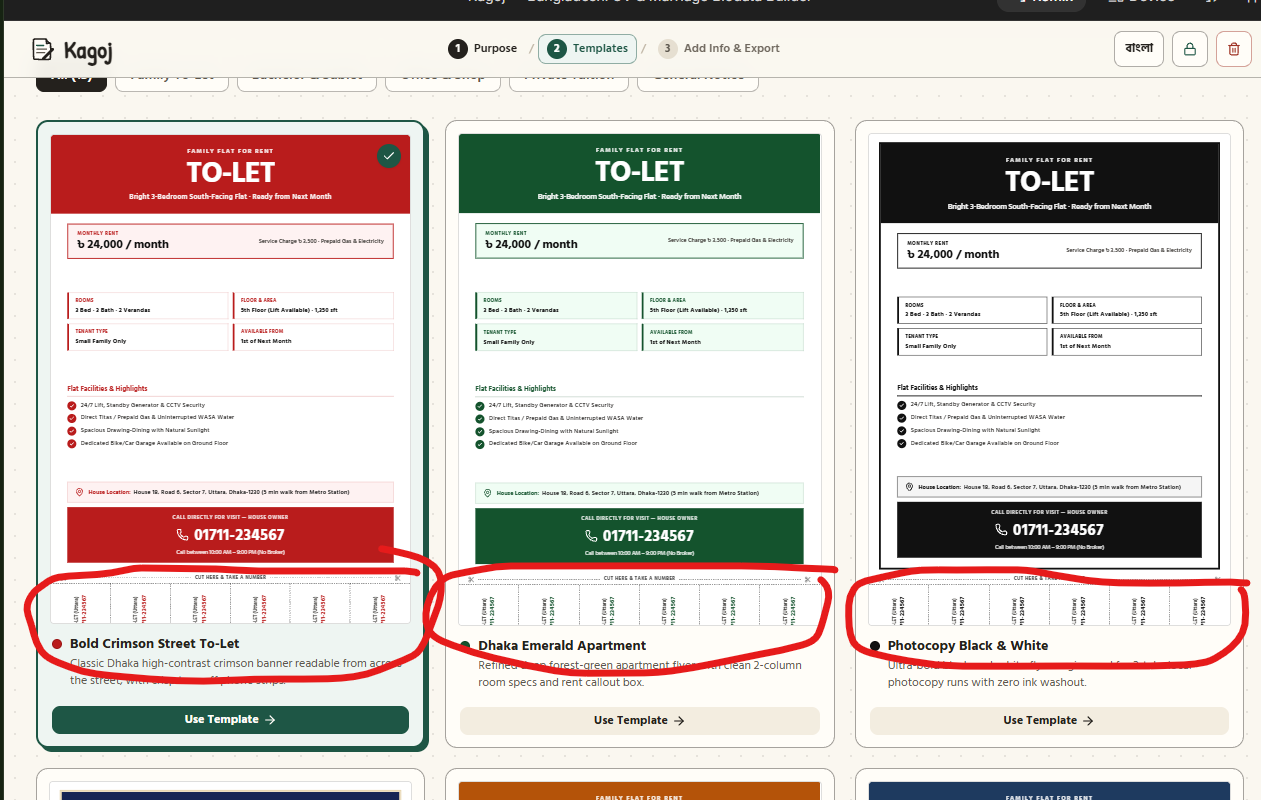 Kagoj
1 Purpose / 2 Templates / 3 Add Info & Export
বাংলা
FAMILY FLAT FOR RENT
TO-LET
Bright 3-Bedroom South-Facing Flat · Ready from Next Month
MONTHLY RENT
৳ 24,000 / month
Service Charge ৳ 3,500 · Prepaid Gas & Electricity
ROOMS
3 Bed · 3 Bath · 2 Verandas
FLOOR & AREA
5th Floor (Lift Available) · 1,350 sft
TENANT TYPE
Small Family Only
AVAILABLE FROM
1st of Next Month
Flat Facilities & Highlights
24/7 Lift, Standby Generator & CCTV Security
Direct Titas / Prepaid Gas & Uninterrupted WASA Water
Spacious Drawing-Dining with Natural Sunlight
Dedicated Bike/Car Garage Available on Ground Floor
House Location: House 18, Road 6, Sector 7, Uttara, Dhaka-1230 (5 min walk from Metro Station)
CALL DIRECTLY FOR VISIT — HOUSE OWNER
01711-234567
Call between 10:00 AM – 9:00 PM (No Broker)
CUT HERE & TAKE A NUMBER
Bold Crimson Street To-Let
Classic Dhaka high-contrast crimson banner readable from across
the street, with
Use Template →
FAMILY FLAT FOR RENT
TO-LET
Bright 3-Bedroom South-Facing Flat · Ready from Next Month
MONTHLY RENT
৳ 24,000 / month
Service Charge ৳ 3,500 · Prepaid Gas & Electricity
ROOMS
3 Bed · 3 Bath · 2 Verandas
FLOOR & AREA
5th Floor (Lift Available) · 1,350 sft
TENANT TYPE
Small Family Only
AVAILABLE FROM
1st of Next Month
Flat Facilities & Highlights
24/7 Lift, Standby Generator & CCTV Security
Direct Titas / Prepaid Gas & Uninterrupted WASA Water
Spacious Drawing-Dining with Natural Sunlight
Dedicated Bike/Car Garage Available on Ground Floor
House Location: House 18, Road 6, Sector 7, Uttara, Dhaka-1230 (5 min walk from Metro Station)
CALL DIRECTLY FOR VISIT — HOUSE OWNER
01711-234567
Call between 10:00 AM – 9:00 PM (No Broker)
CUT HERE & TAKE A NUMBER
Dhaka Emerald Apartment
Refined forest-green apartment flyer with clean 2-column
room specs and rent callout box.
Use Template →
FAMILY FLAT FOR RENT
TO-LET
Bright 3-Bedroom South-Facing Flat · Ready from Next Month
MONTHLY RENT
৳ 24,000 / month
Service Charge ৳ 3,500 · Prepaid Gas & Electricity
ROOMS
3 Bed · 3 Bath · 2 Verandas
FLOOR & AREA
5th Floor (Lift Available) · 1,350 sft
TENANT TYPE
Small Family Only
AVAILABLE FROM
1st of Next Month
Flat Facilities & Highlights
24/7 Lift, Standby Generator & CCTV Security
Direct Titas / Prepaid Gas & Uninterrupted WASA Water
Spacious Drawing-Dining with Natural Sunlight
Dedicated Bike/Car Garage Available on Ground Floor
House Location: House 18, Road 6, Sector 7, Uttara, Dhaka-1230 (5 min walk from Metro Station)
CALL DIRECTLY FOR VISIT — HOUSE OWNER
01711-234567
Call between 10:00 AM – 9:00 PM (No Broker)
CUT HERE & TAKE A NUMBER
Photocopy Black & White
photocopy runs with zero ink washout.
Use Template →
FAMILY FLAT FOR RENT
FAMILY FLAT FOR RENT